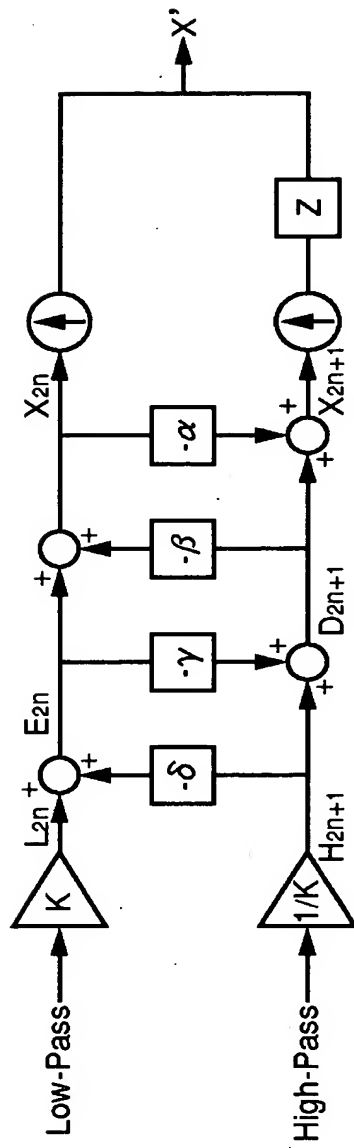 Low-Pass
K
L2n
+
+
-δ
E2n
-γ
+
+
-β
X2n
-α
X'
High-Pass
1/K
H2n+1
+
+
D2n+1
+
+
X2n+1
Z